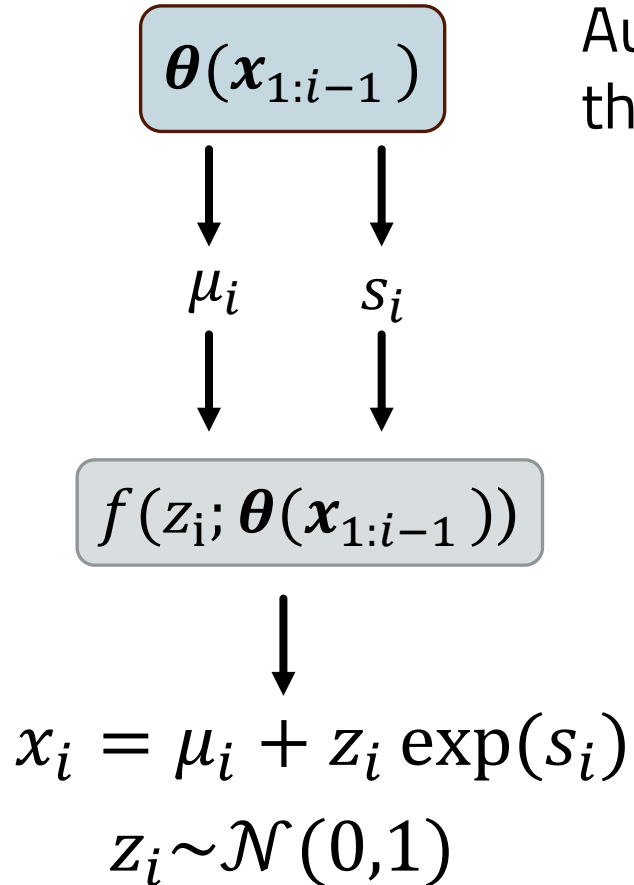 θ(x₁:ᵢ₋₁)
μᵢ sᵢ
f(zᵢ; θ(x₁:ᵢ₋₁))
xᵢ = μᵢ + zᵢ exp(sᵢ)
zᵢ~𝒩(0,1)